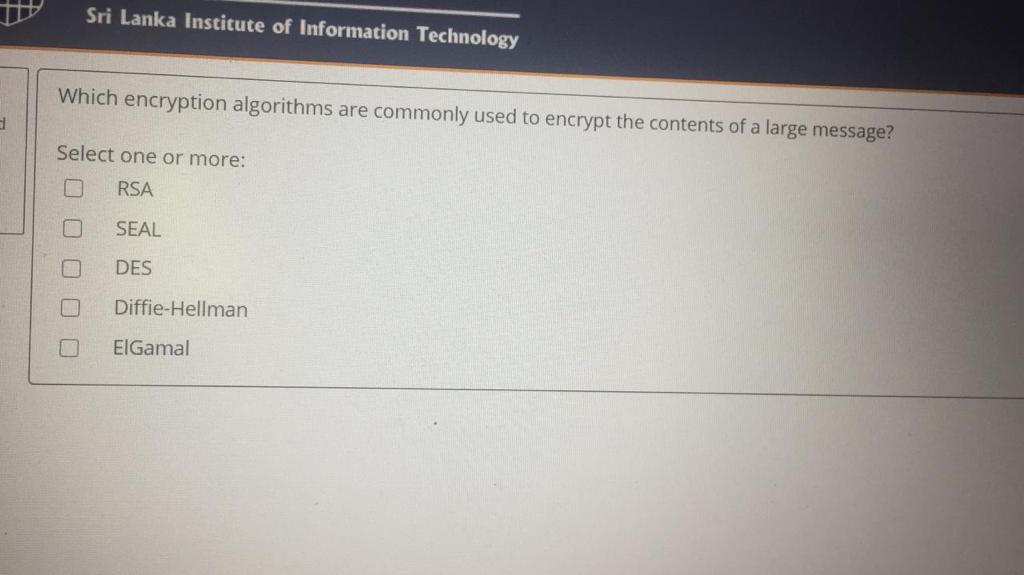 Sri Lanka Institute of Information Technology
d
Which encryption algorithms are commonly used to encrypt the contents of a large message?
Select one or more:
RSA
SEAL
DES
Diffie-Hellman
ElGamal